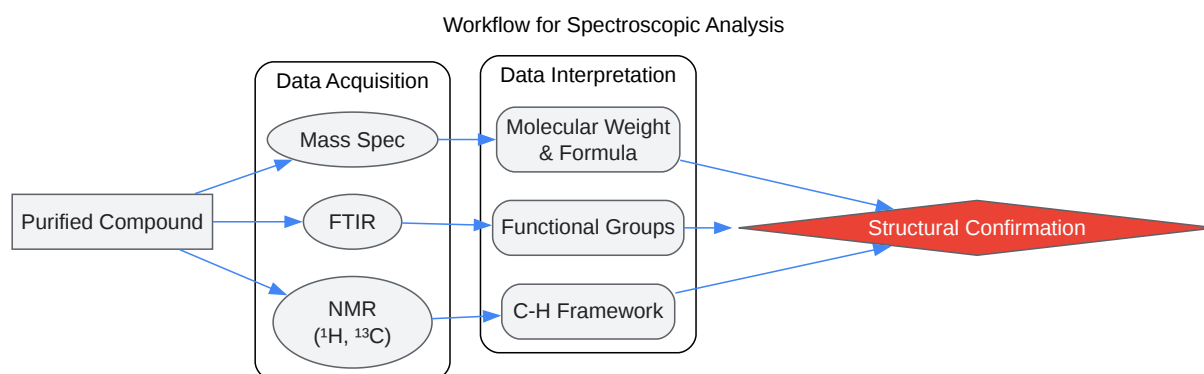 Workflow for Spectroscopic Analysis
Data Acquisition
Data Interpretation
Mass Spec
Molecular Weight
& Formula
Purified Compound
FTIR
Functional Groups
Structural Confirmation
NMR
(¹H, ¹³C)
C-H Framework